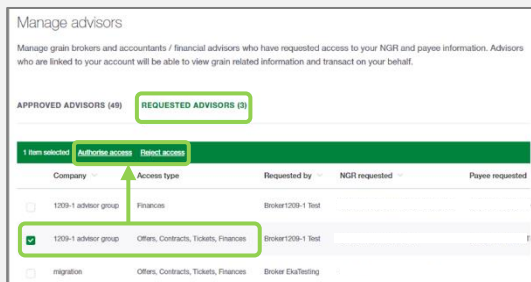 Manage advisors
Manage grain brokers and accountants / financial advisors who have requested access to your NGR and payee information. Advisors
who are linked to your account will be able to view grain related information and transact on your behalf.
APPROVED ADVISORS (49) REQUESTED ADVISORS (3)
1 item selected Authorise access Reject access
Company Access type Requested by NGR requested Payee requested
1209-1 advisor group Finances Broker1209-1 Test
1209-1 advisor group Offers, Contracts, Tickets, Finances Broker1209-1 Test
migration Offers, Contracts, Tickets, Finances Broker EkaTesting